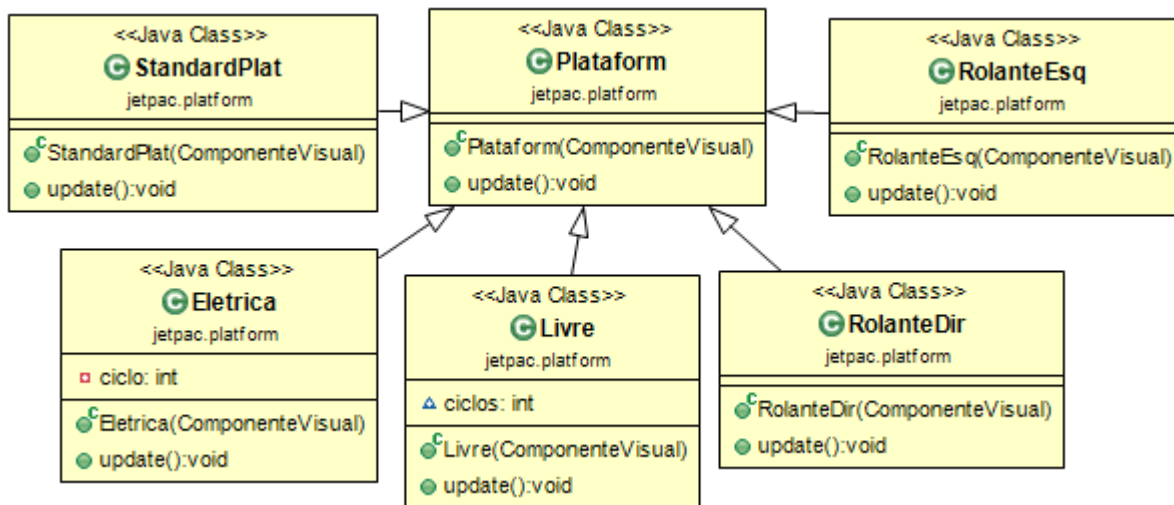 <<Java Class>>
StandardPlat
jetpac.platform
StandardPlat(ComponenteVisual)
update():void
<<Java Class>>
Plataform
jetpac.platform
Plataform(ComponenteVisual)
update():void
<<Java Class>>
RolanteEsq
jetpac.platform
RolanteEsq(ComponenteVisual)
update():void
<<Java Class>>
Eletrica
jetpac.platform
ciclo: int
Eletrica(ComponenteVisual)
update():void
<<Java Class>>
Livre
jetpac.platform
ciclos: int
Livre(ComponenteVisual)
update():void
<<Java Class>>
RolanteDir
jetpac.platform
RolanteDir(ComponenteVisual)
update():void